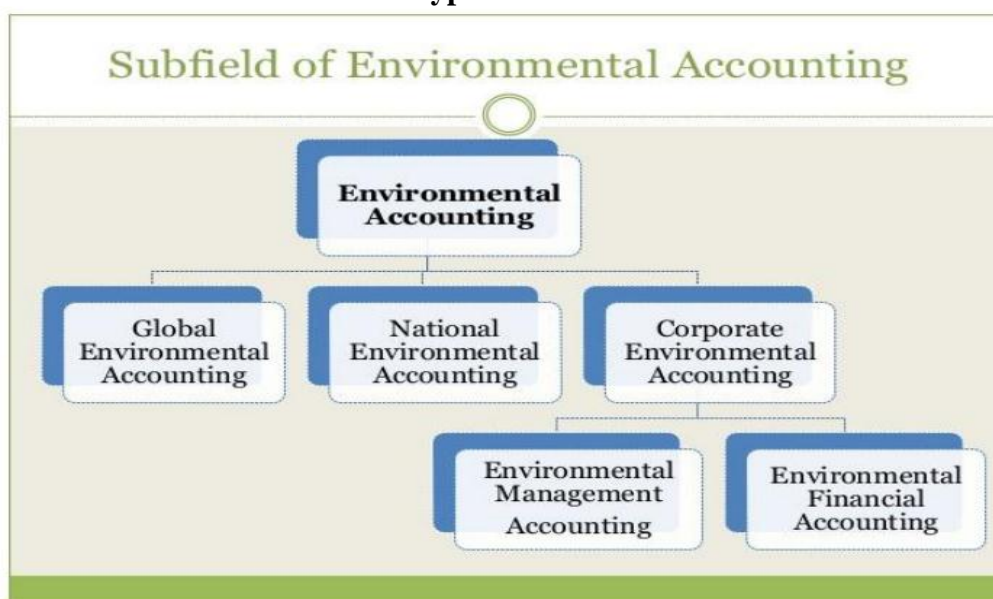 Subfield of Environmental Accounting
Environmental
Accounting
Global
Environmental
Accounting
National
Environmental
Accounting
Corporate
Environmental
Accounting
Environmental
Management
Accounting
Environmental
Financial
Accounting